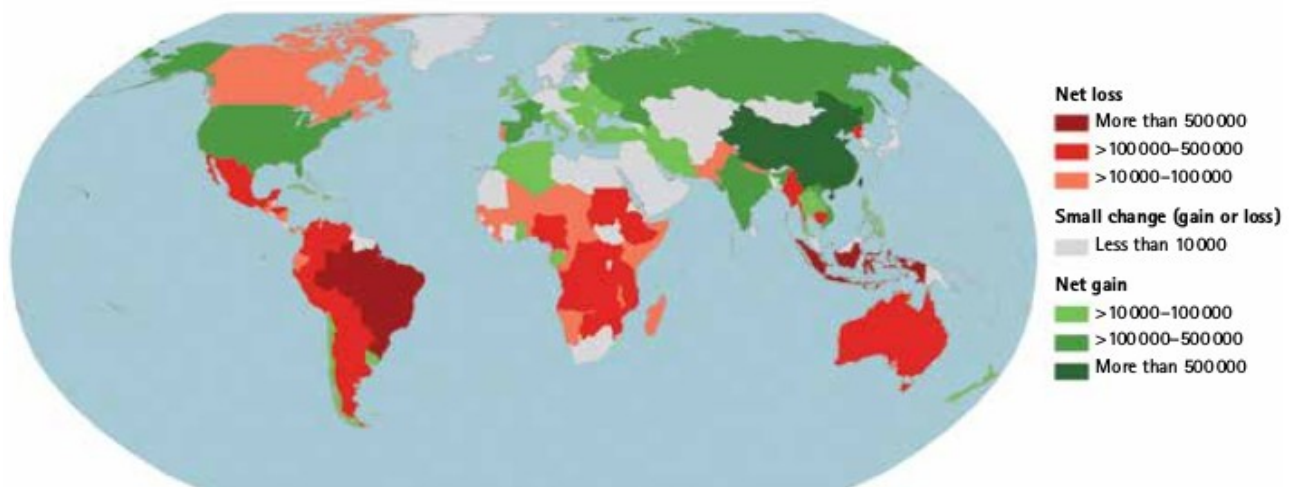 Net loss
More than 500 000
>100 000–500 000
>10 000–100 000
Small change (gain or loss)
Less than 10 000
Net gain
>10 000–100 000
>100 000–500 000
More than 500 000